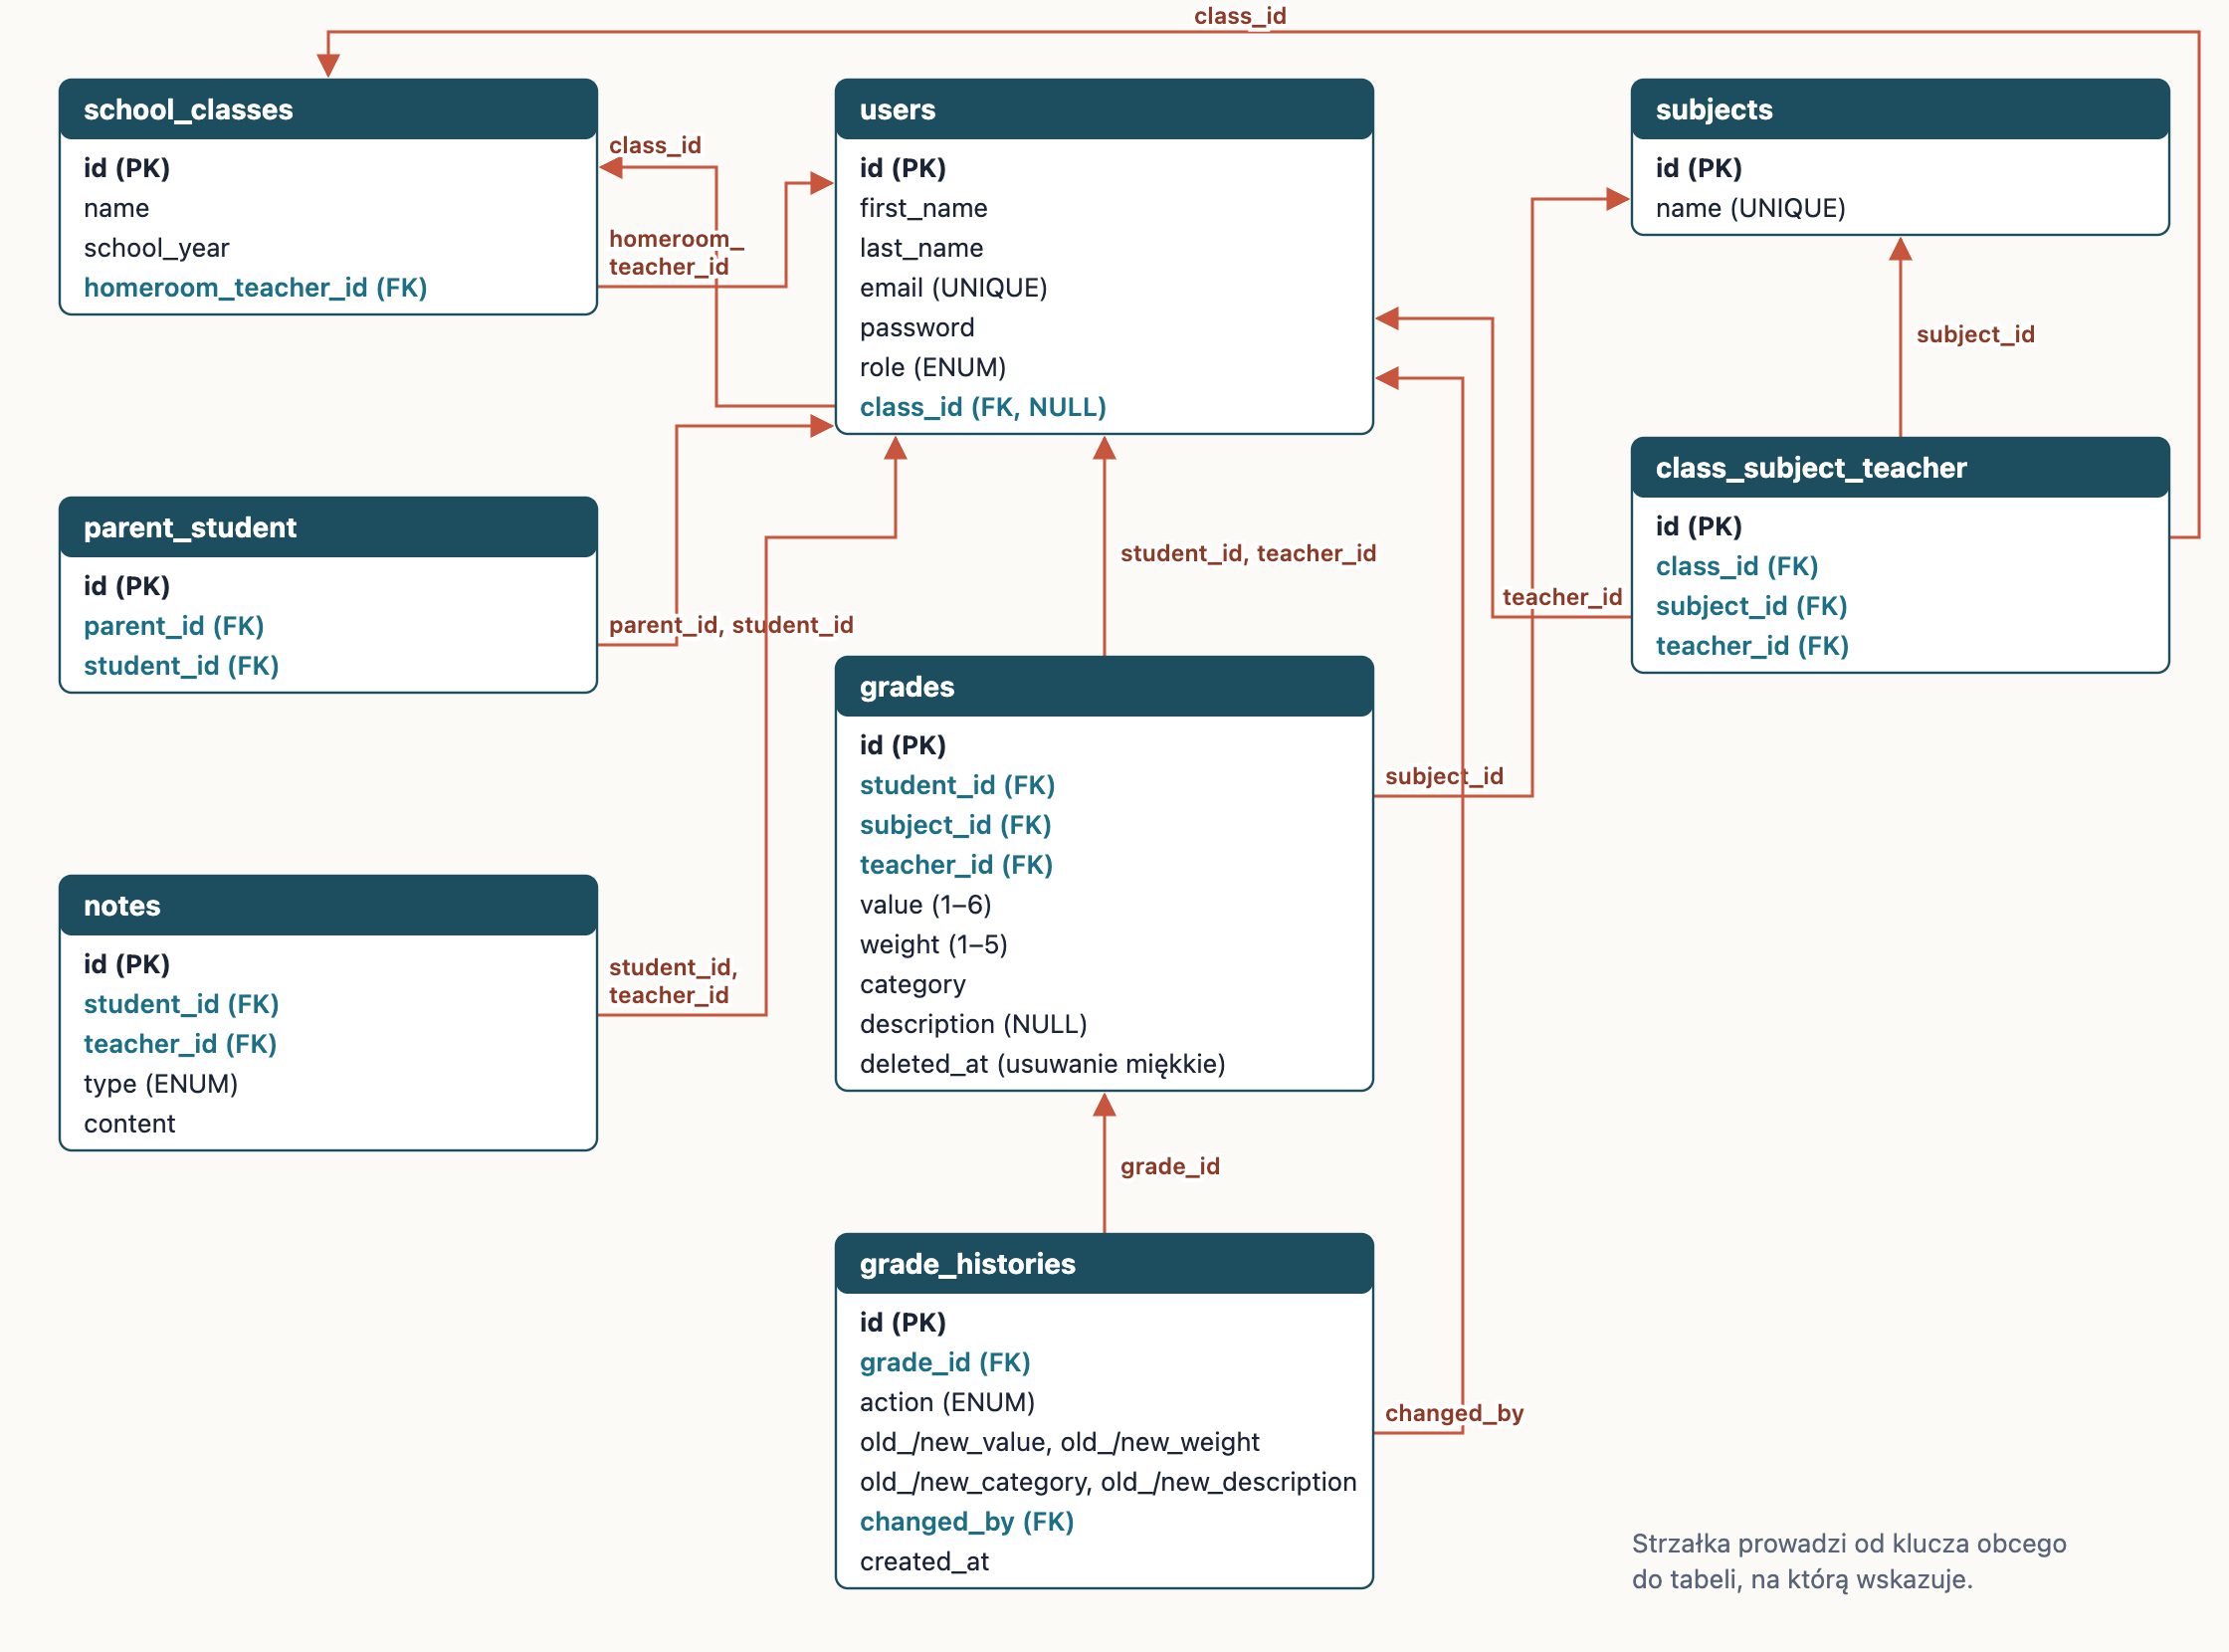 class_id
school_classes
id (PK)
name
school_year
homeroom_teacher_id (FK)
class_id
homeroom_
teacher_id
users
id (PK)
first_name
last_name
email (UNIQUE)
password
role (ENUM)
class_id (FK, NULL)
subjects
id (PK)
name (UNIQUE)
subject_id
class_subject_teacher
id (PK)
class_id (FK)
subject_id (FK)
teacher_id (FK)
teacher_id
parent_student
id (PK)
parent_id (FK)
student_id (FK)
parent_id, student_id
student_id, teacher_id
grades
id (PK)
student_id (FK)
subject_id (FK)
teacher_id (FK)
value (1–6)
weight (1–5)
category
description (NULL)
deleted_at (usuwanie miękkie)
subject_id
notes
id (PK)
student_id (FK)
teacher_id (FK)
type (ENUM)
content
student_id,
teacher_id
grade_id
grade_histories
id (PK)
grade_id (FK)
action (ENUM)
old_/new_value, old_/new_weight
old_/new_category, old_/new_description
changed_by (FK)
created_at
changed_by
Strzałka prowadzi od klucza obcego
do tabeli, na którą wskazuje.